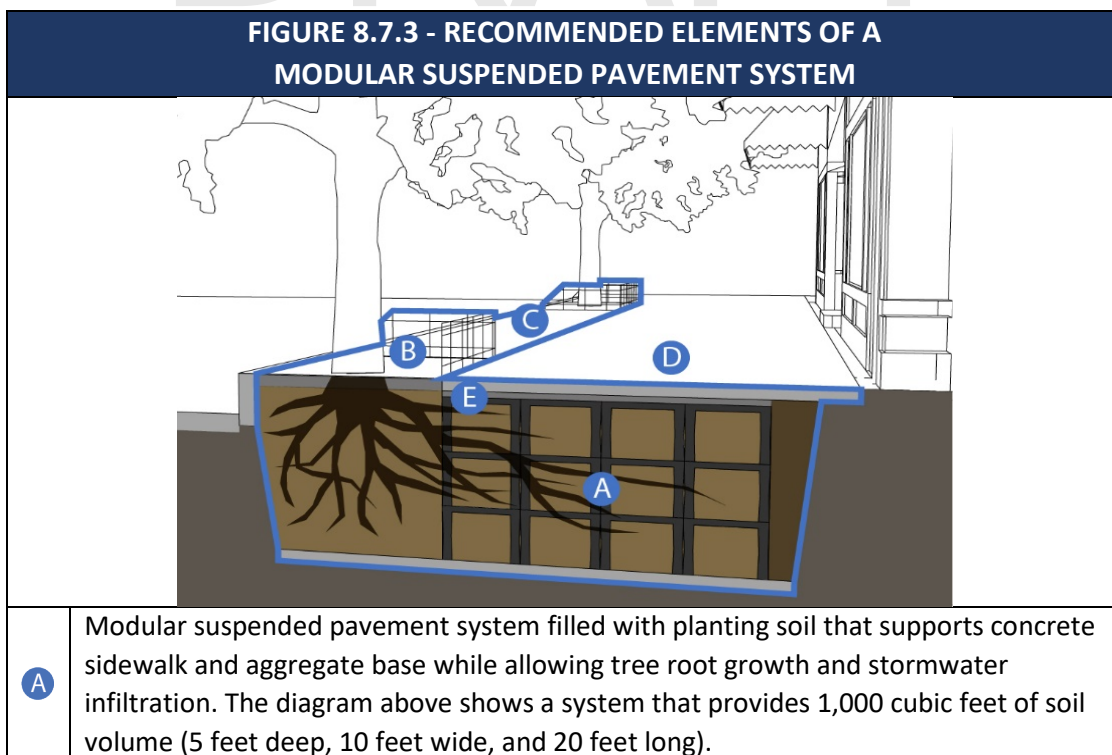 FIGURE 8.7.3 - RECOMMENDED ELEMENTS OF A
MODULAR SUSPENDED PAVEMENT SYSTEM
C
B
D
E
A
A
Modular suspended pavement system filled with planting soil that supports concrete
sidewalk and aggregate base while allowing tree root growth and stormwater
infiltration. The diagram above shows a system that provides 1,000 cubic feet of soil
volume (5 feet deep, 10 feet wide, and 20 feet long).